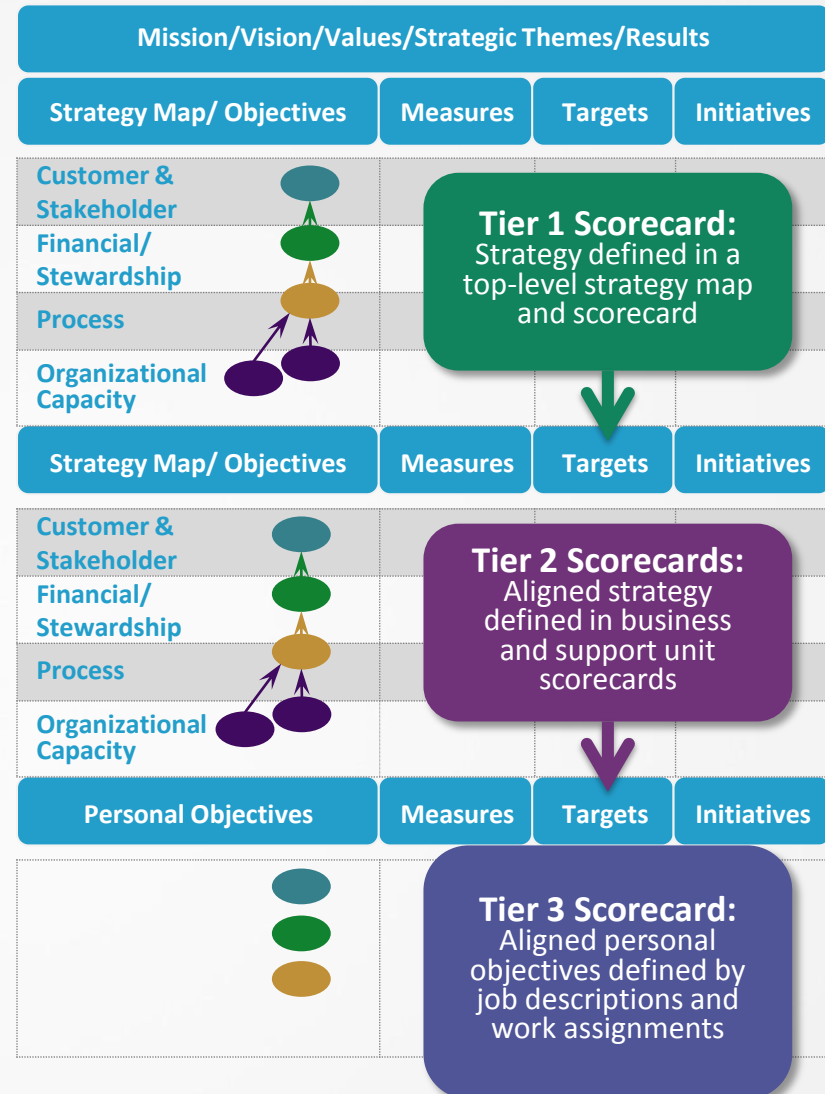 Mission/Vision/Values/Strategic Themes/Results
Strategy Map/ Objectives
Measures
Targets
Initiatives
Customer &
Stakeholder
Financial/
Stewardship
Process
Organizational
Capacity
Tier 1 Scorecard:
Strategy defined in a
top-level strategy map
and scorecard
Strategy Map/ Objectives
Measures
Targets
Initiatives
Customer &
Stakeholder
Financial/
Stewardship
Process
Organizational
Capacity
Tier 2 Scorecards:
Aligned strategy
defined in business
and support unit
scorecards
Personal Objectives
Measures
Targets
Initiatives
Tier 3 Scorecard:
Aligned personal
objectives defined by
job descriptions and
work assignments